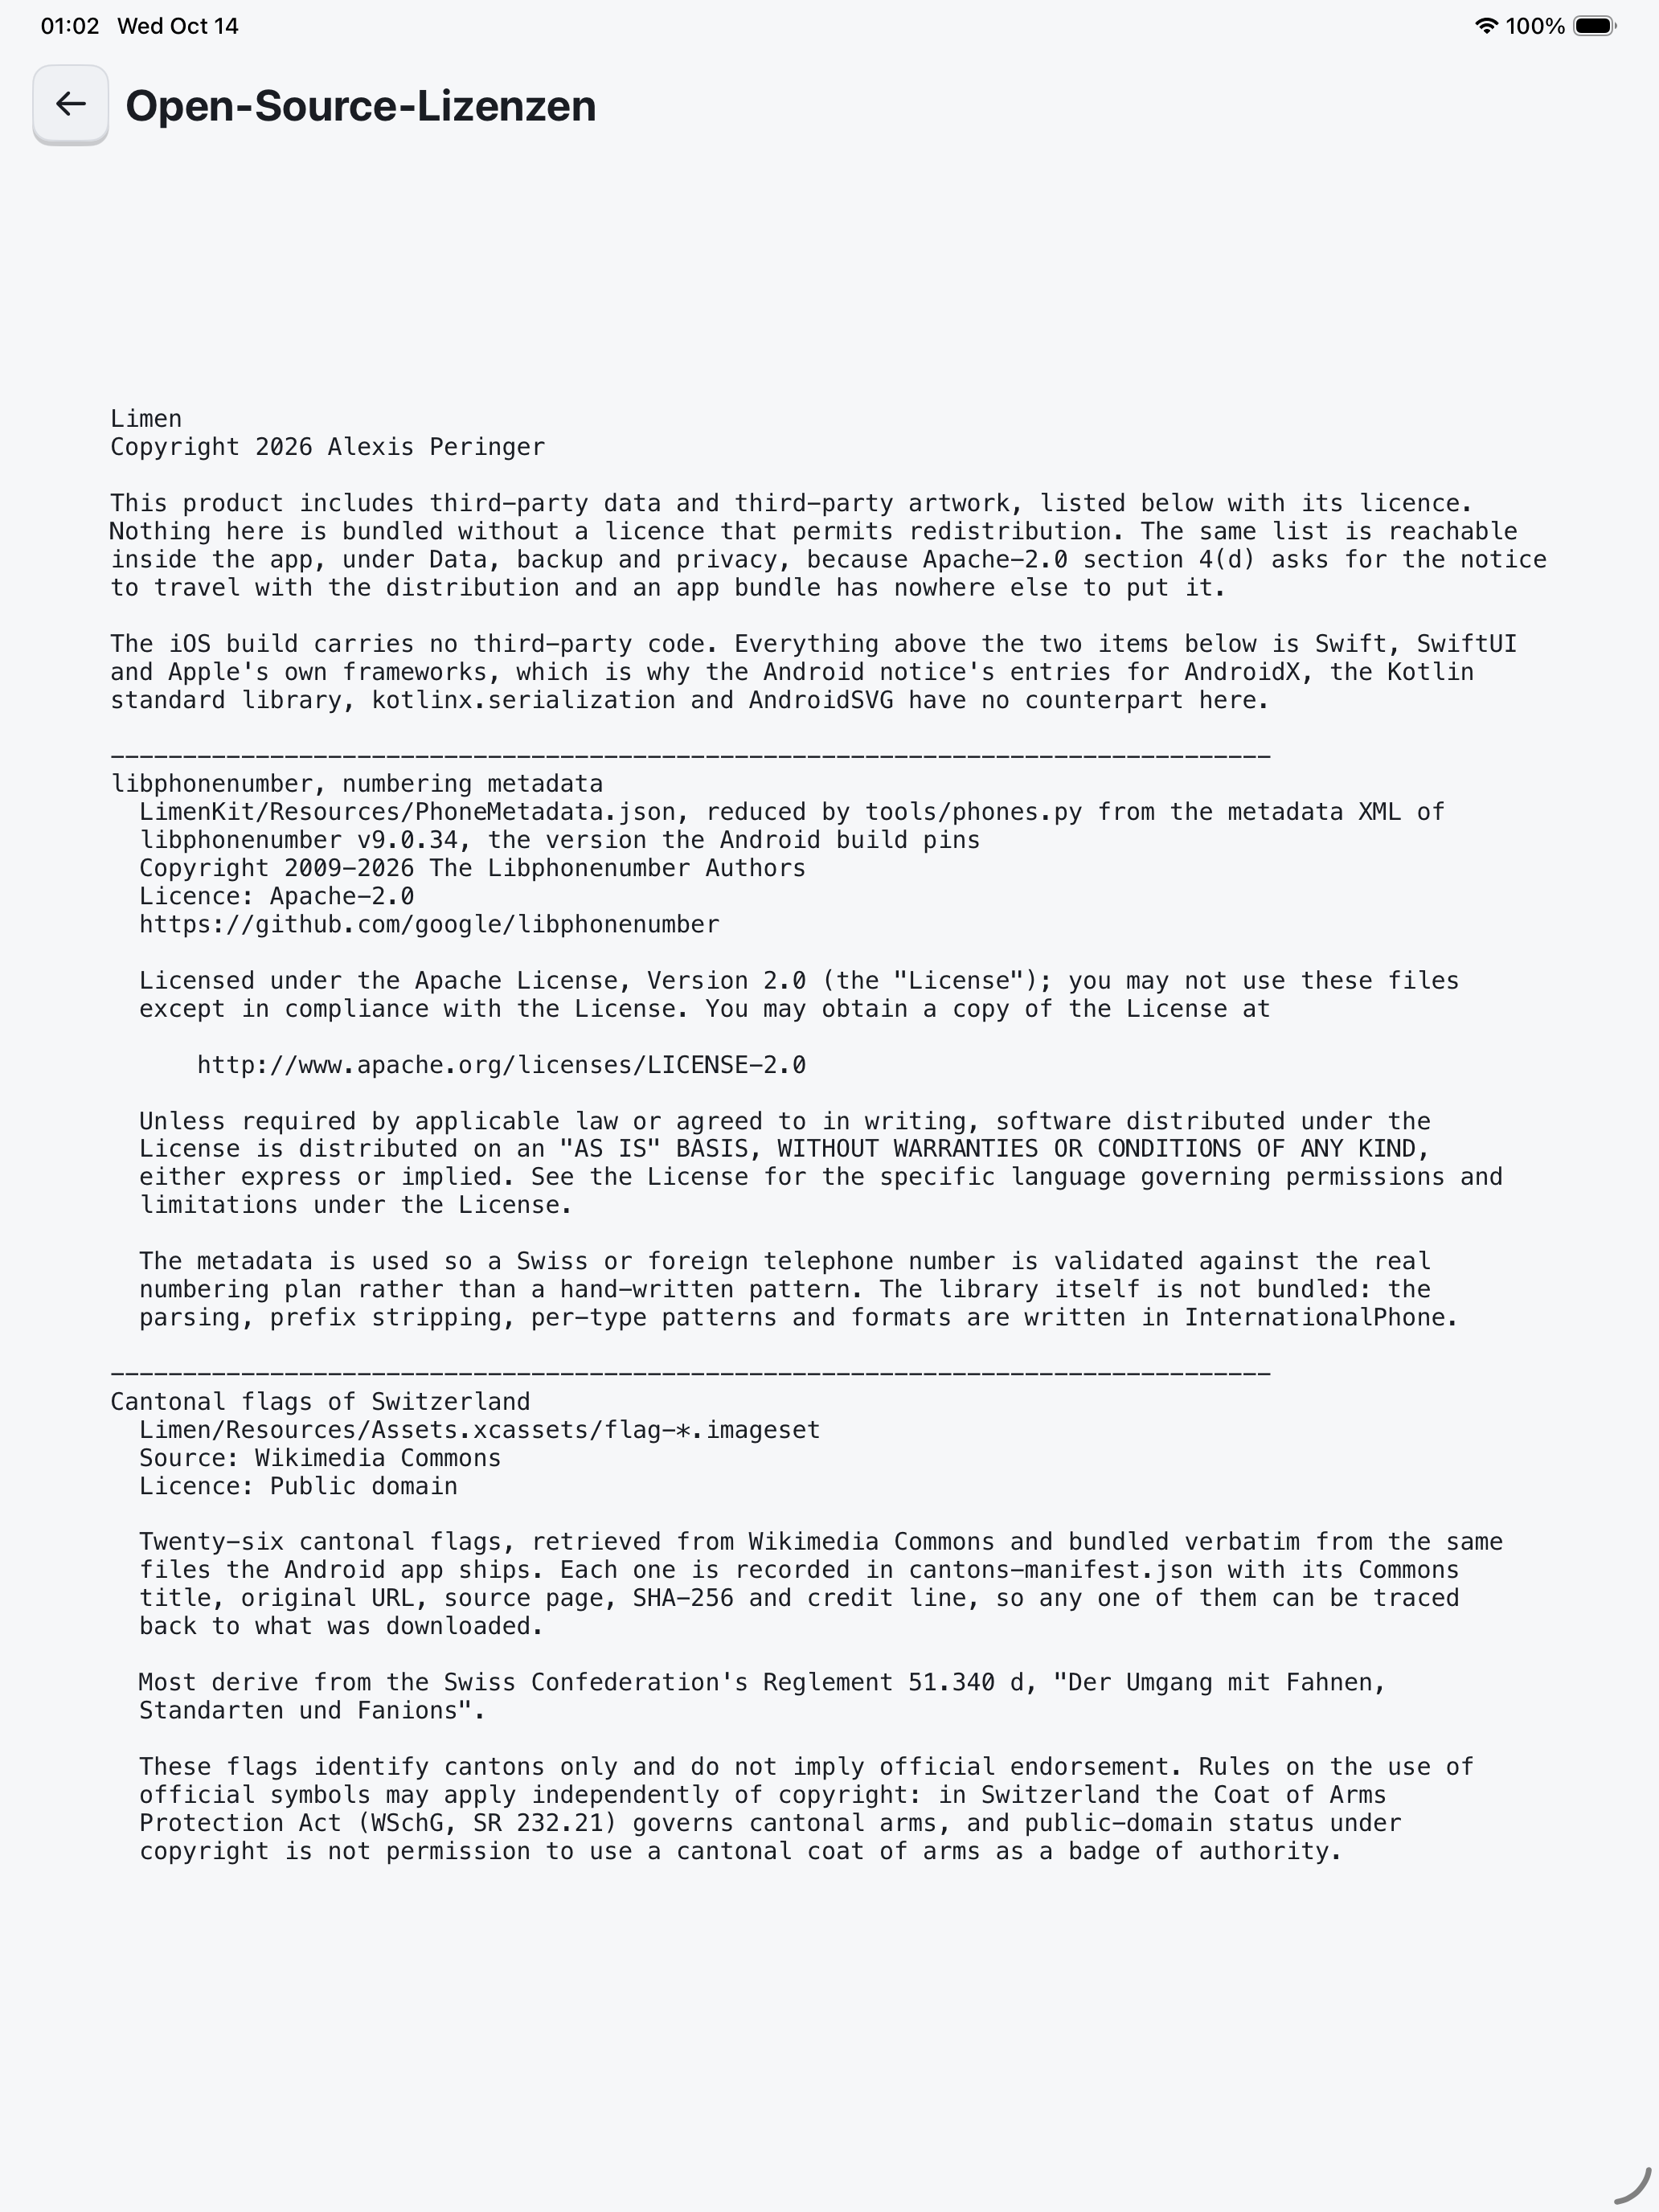 01:02 Wed Oct 14
100%
Open-Source-Lizenzen
Limen
Copyright 2026 Alexis Peringer

This product includes third-party data and third-party artwork, listed below with its licence.
Nothing here is bundled without a licence that permits redistribution. The same list is reachable
inside the app, under Data, backup and privacy, because Apache-2.0 section 4(d) asks for the notice
to travel with the distribution and an app bundle has nowhere else to put it.

The iOS build carries no third-party code. Everything above the two items below is Swift, SwiftUI
and Apple's own frameworks, which is why the Android notice's entries for AndroidX, the Kotlin
standard library, kotlinx.serialization and AndroidSVG have no counterpart here.

--------------------------------------------------------------------------------
libphonenumber, numbering metadata
  LimenKit/Resources/PhoneMetadata.json, reduced by tools/phones.py from the metadata XML of
  libphonenumber v9.0.34, the version the Android build pins
  Copyright 2009-2026 The Libphonenumber Authors
  Licence: Apache-2.0
  https://github.com/google/libphonenumber

  Licensed under the Apache License, Version 2.0 (the "License"); you may not use these files
  except in compliance with the License. You may obtain a copy of the License at

      http://www.apache.org/licenses/LICENSE-2.0

  Unless required by applicable law or agreed to in writing, software distributed under the
  License is distributed on an "AS IS" BASIS, WITHOUT WARRANTIES OR CONDITIONS OF ANY KIND,
  either express or implied. See the License for the specific language governing permissions and
  limitations under the License.

  The metadata is used so a Swiss or foreign telephone number is validated against the real
  numbering plan rather than a hand-written pattern. The library itself is not bundled: the
  parsing, prefix stripping, per-type patterns and formats are written in InternationalPhone.

--------------------------------------------------------------------------------
Cantonal flags of Switzerland
  Limen/Resources/Assets.xcassets/flag-*.imageset
  Source: Wikimedia Commons
  Licence: Public domain

  Twenty-six cantonal flags, retrieved from Wikimedia Commons and bundled verbatim from the same
  files the Android app ships. Each one is recorded in cantons-manifest.json with its Commons
  title, original URL, source page, SHA-256 and credit line, so any one of them can be traced
  back to what was downloaded.

  Most derive from the Swiss Confederation's Reglement 51.340 d, "Der Umgang mit Fahnen,
  Standarten und Fanions".

  These flags identify cantons only and do not imply official endorsement. Rules on the use of
  official symbols may apply independently of copyright: in Switzerland the Coat of Arms
  Protection Act (WSchG, SR 232.21) governs cantonal arms, and public-domain status under
  copyright is not permission to use a cantonal coat of arms as a badge of authority.